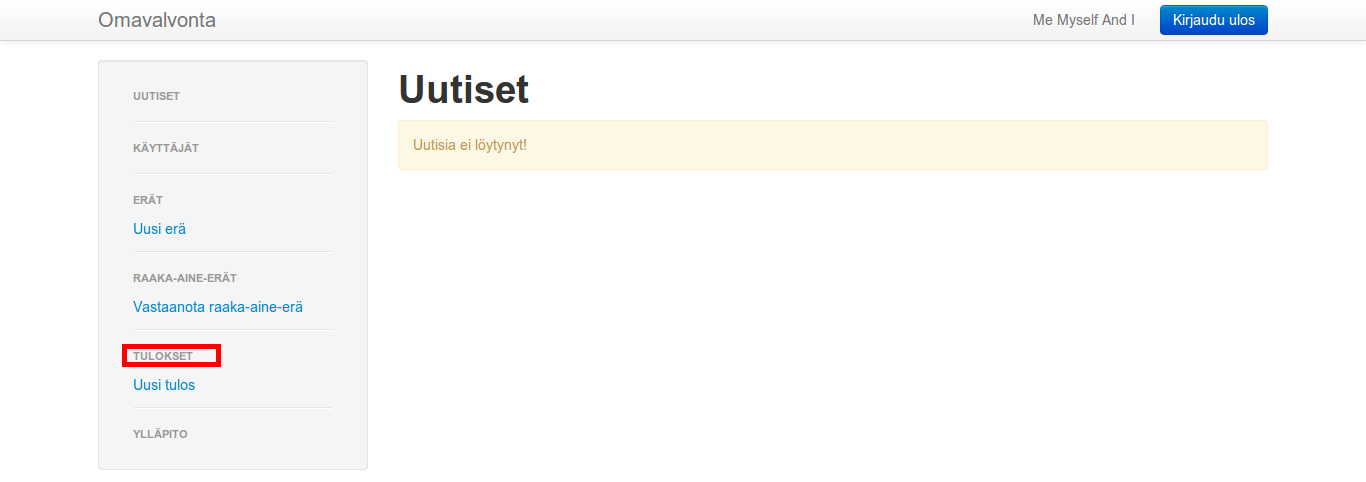 Omavalvonta
Me Myself And I
Kirjaudu ulos
UUTISET
KÄYTTÄJÄT
ERÄT
Uusi erä
RAAKA-AINE-ERÄT
Vastaanota raaka-aine-erä
TULOKSET
Uusi tulos
YLLÄPITO
Uutiset
Uutisia ei löytynyt!